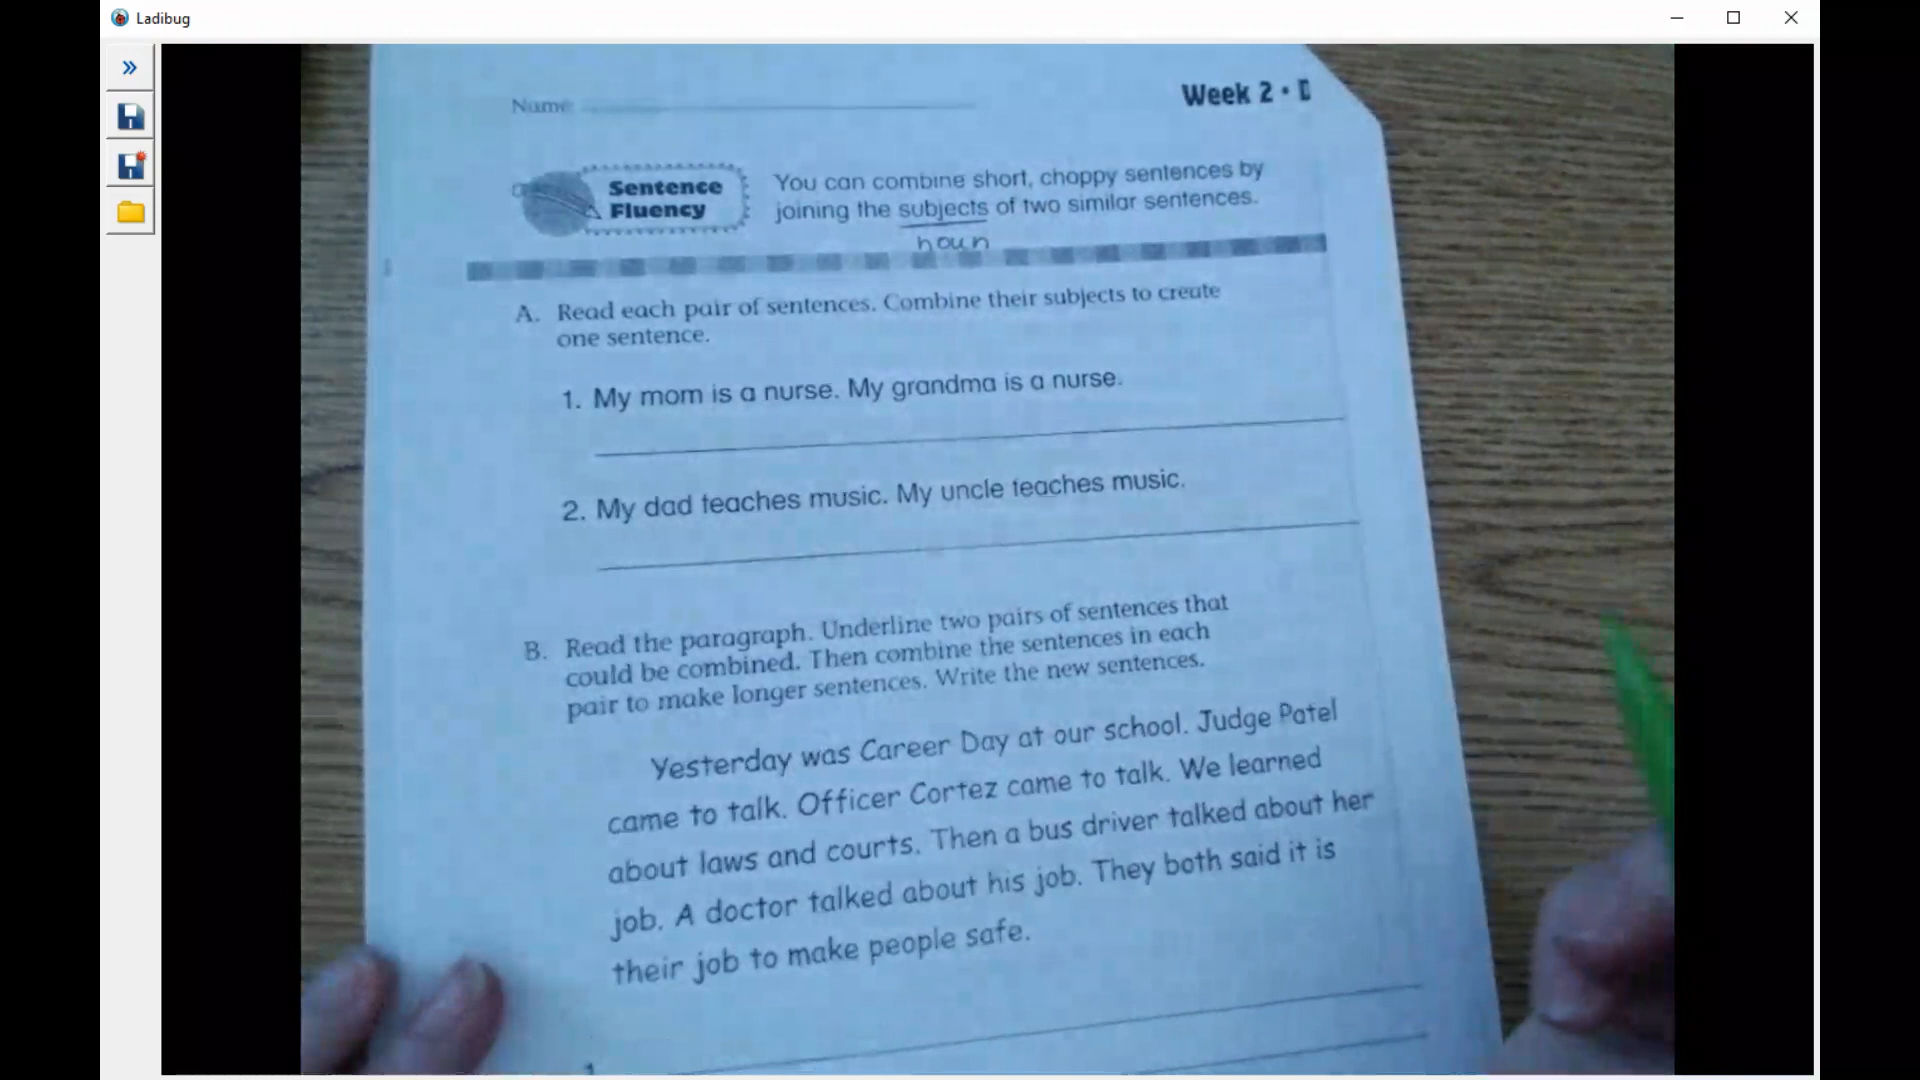 Ladibug
Name
Week 2 •
Sentence
Fluency
You can combine short, choppy sentences by
joining the subjects of two similar sentences.
noun
A. Read each pair of sentences. Combine their subjects to create
one sentence.
1. My mom is a nurse. My grandma is a nurse.
2. My dad teaches music. My uncle teaches music.
B. Read the paragraph. Underline two pairs of sentences that
could be combined. Then combine the sentences in each
pair to make longer sentences. Write the new sentences.
Yesterday was Career Day at our school. Judge Patel
came to talk. Officer Cortez came to talk. We learned
about laws and courts. Then a bus driver talked about her
job. A doctor talked about his job. They both said it is
their job to make people safe.